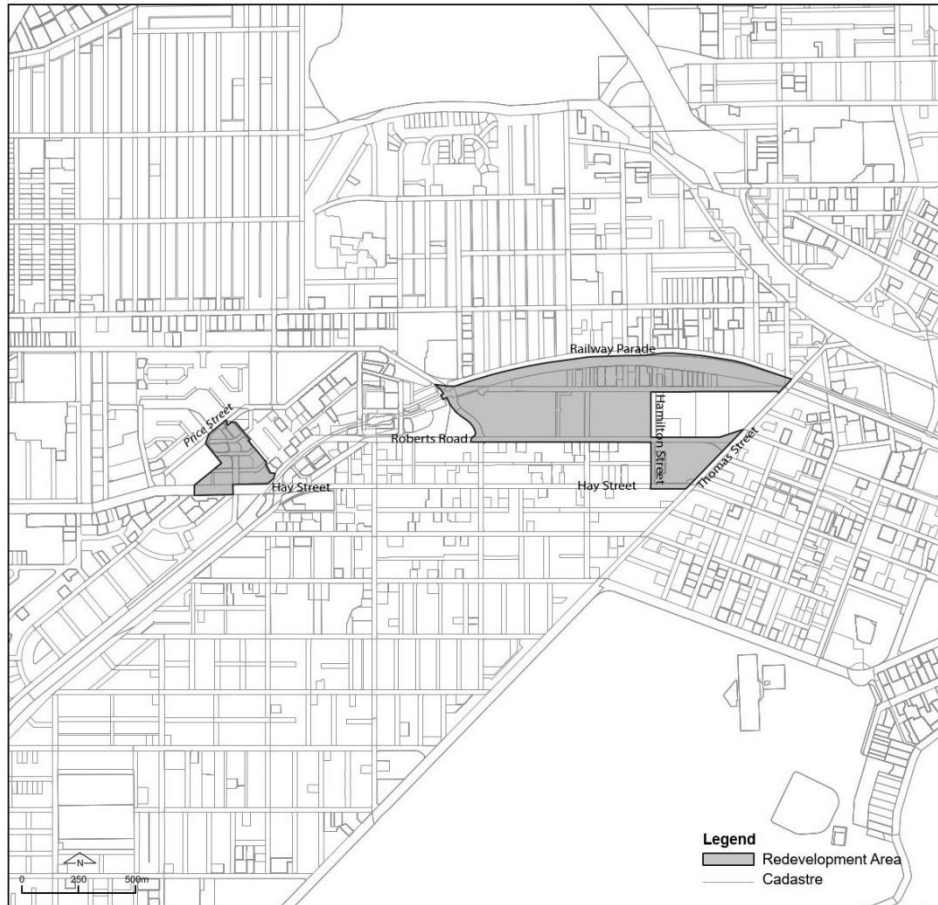 Railway Parade
Price Street
Hamilton Street
Roberts Road
Thomas Street
Hay Street
Hay Street
Legend
Redevelopment Area
Cadastre
N
0 250 500m